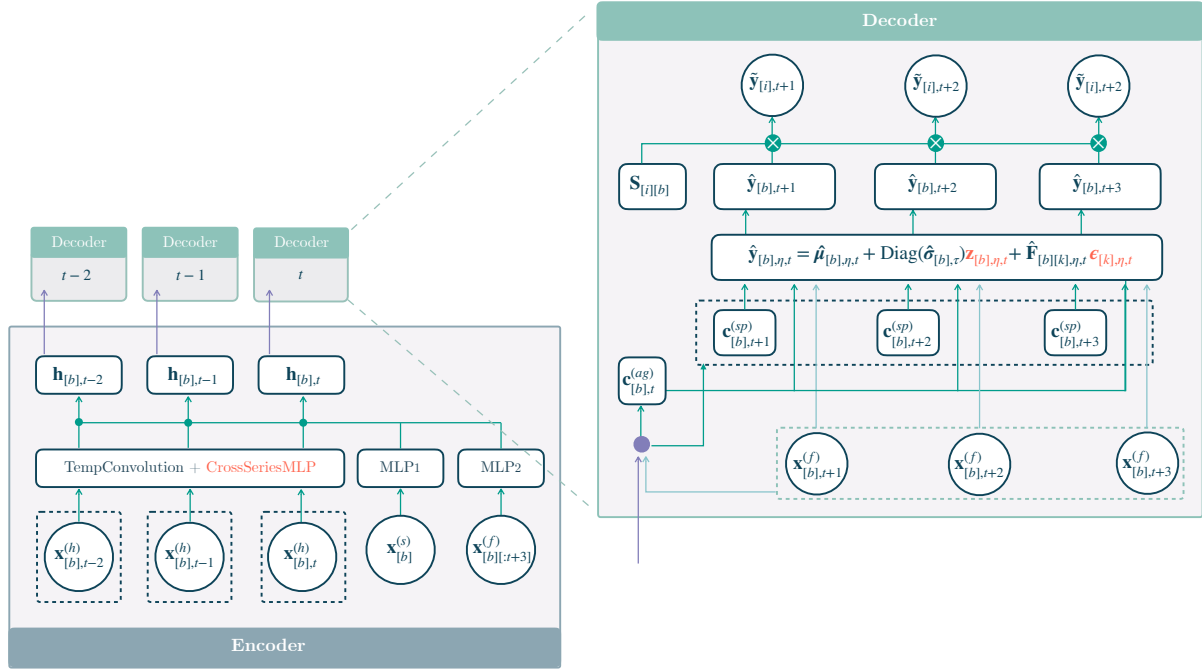 Decoder
ỹ[i],t+1
ỹ[i],t+2
ỹ[i],t+2
S[i][b]
ŷ[b],t+1
ŷ[b],t+2
ŷ[b],t+3
ŷ[b],η,t = μ̂[b],η,t + Diag(σ̂[b],τ)z[b],η,t + F̂[b][k],η,t ϵ[k],η,t
c(sp)[b],t+1
c(sp)[b],t+2
c(sp)[b],t+3
c(ag)[b],t
x(f)[b],t+1
x(f)[b],t+2
x(f)[b],t+3
Decoder
t−2
Decoder
t−1
Decoder
t
h[b],t−2
h[b],t−1
h[b],t
TempConvolution + CrossSeriesMLP
MLP1
MLP2
x(h)[b],t−2
x(h)[b],t−1
x(h)[b],t
x(s)[b]
x(f)[b][:t+3]
Encoder